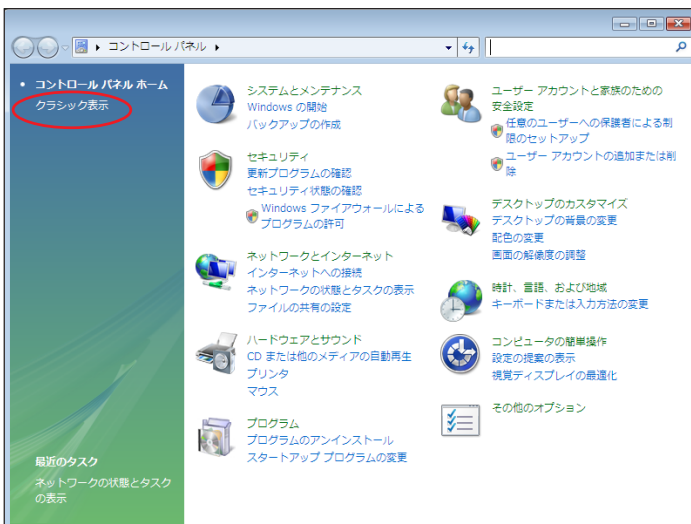 コントロール パネル
コントロール パネル ホーム
クラシック表示
システムとメンテナンス
Windows の開始
バックアップの作成
セキュリティ
更新プログラムの確認
セキュリティ状態の確認
Windows ファイアウォールによる
プログラムの許可
ネットワークとインターネット
インターネットへの接続
ネットワークの状態とタスクの表示
ファイルの共有の設定
ハードウェアとサウンド
CD または他のメディアの自動再生
プリンタ
マウス
プログラム
プログラムのアンインストール
スタートアップ プログラムの変更
ユーザー アカウントと家族のための
安全設定
任意のユーザーへの保護者による制
限のセットアップ
ユーザー アカウントの追加または削
除
デスクトップのカスタマイズ
デスクトップの背景の変更
配色の変更
画面の解像度の調整
時計、言語、および地域
キーボードまたは入力方法の変更
コンピュータの簡単操作
設定の提案の表示
視覚ディスプレイの最適化
その他のオプション
最近のタスク
ネットワークの状態とタスク
の表示